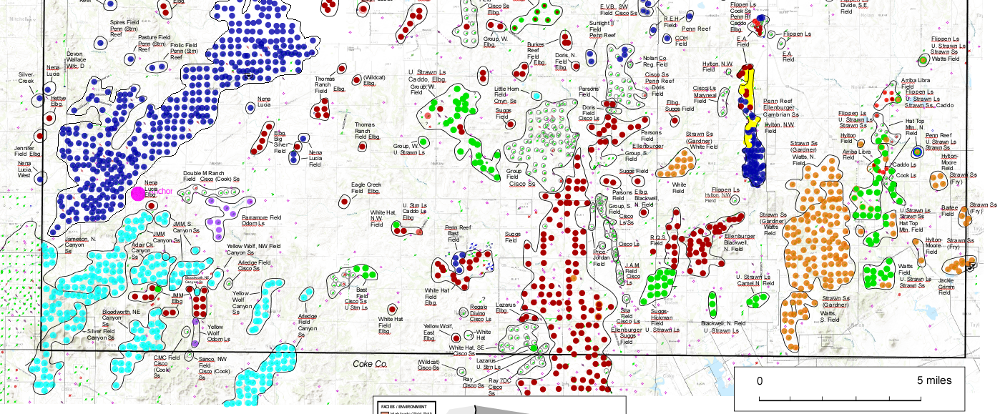 Spires Field
Penn (Strn)
Reef
Pasture Field
Penn (Strn)
Reef
Frolic Field
Penn (Strn)
Reef
Devon,
Wallace
Wilc. D
Nena
Lucia
Silver
Creek
Hettye
Elbg.
Jennifer
Field Elbg.
Nena
Lucia,
West
Nena
Lucia
Elbg.
Anchor
Nena
Lucia
Thomas
Ranch
Field
Elbg.
(Wildcat)
Elbg.
Elbg.
Big
Silver
Field
Nena
Lucia
Field
Thomas
Ranch
Field Elbg.
Double M Ranch
Field Cisco (Cook) Ss
Parramore Field
Odom Ls
Eagle Creek
Field Elbg.
Jameson, N.
Canyon
Ss
JMM
Adair Ck.
Canyon
Ss
JMM, S.
Canyon Ss
Yellow Wolf, NW Field
Canyon Ss
Arledge Field
Cisco Ss
Bloodworth, NE
Canyon Ss
JMM
Elbg.
Bloodworth, NE
Canyon
Ss
Silver Field
Canyon Ss
Yellow
Wolf
Canyon
Ss
Arledge
Field
Canyon
Ss
Yellow
Wolf
Odom Ls
CMC Field
Cisco
(Cook)
Ss
Sanco, NW
Field
Cisco (Cook)
Ss
Coke Co.
Elbg.
Cisco Ss
Elbg.
Group, W.
Elbg.
Burkes
Reef
Field
Doris, N.
Field
Elbg.
Sunlight
Field
Penn Reef
E.V.B., SW
Field Cisco Ss
R.E.H.
Field
Penn Reef
COH
Field
Nolan Co.
Reg. Field
Cisco Ss
Penn Reef
Doris
Field
U. Strawn Ls
Caddo, Elbg.
Group, W.
Field
Little Horn
Field
Cnyn. Ss
Suggs
Field
Parsons
Field
Doris
Field
Cisco Ls
Elbg.
Suggs Field
Parsons
Field
Ellenburger
Group, S.
Field
Group, W.
U. Strawn Ls
Group
Field
Cisco Ss
Suggs Field
Parsons
Field
Elbg.
Blackwell,
N. Field
Group, S.
Field
Cisco
Ls/Ss
Cisco Ls
Price-
Jordan
Field
J.A.M.
Field
Cisco
Ls
R.O.S.
Field
White Hat,
N.W.
Field
U. Strn Ls
Caddo Ls
Elbg
Penn Reef
East
Field
Suggs
Field
White Hat
Field
Elbg.
Bast
Field
Cisco Ss
U Strn Ls
White Hat
Field
Elbg.
?
Regalo
Divino
Cisco Ls
Lazarus
Elbg.
Yellow Wolf,
East
Elbg.
White
Hat
White Hat, SE
Cisco Ss
Lazarus
U. Strn Ls
(Wildcat)
Cisco Ss
Ray
Cisco Ss
Ray 7DC
Cisco
Ss
Sha
Field
Cisco Ls
Ellenburger
Suggs
Field
Suggs-
Hickman
Field
U. Strawn Ls
Strawn Ss
(Gardner)
White Field
White
Field
Flippen Ls
Cook Ss
Penn Rf
Caddo
Elbg.
E.A.
Field
Flippen Ls
E.A.
Field
Hylton, N.W.
Field
Cisco Ls
Maryneal
Field
Penn Reef
Ellenburger
Cambrian Ss
Hylton, N.W.
Field
Flippen Ls
Hylton, N.W.
Field
Ellenburger
Blackwell,
N. Field
Strawn Ss
(Gardner)
Watts
Field
Strawn Ss
(Gardner)
Watts, N.
Field
U. Strawn Ls
Camel N. Field
Blackwell, N. Field
U. Strawn Ls
Strawn Ss
(Gardner)
Watts,
S. Field
Flippen Ls
Divide, S.E.
Field
Flippen Ls
U. Strawn Ls
Strawn Ss
Watts Field
Arriba Libra
Field
Flippen Ls
U. Strawn Ls
Strawn Ss, Caddo
Flippen Ls
U. Strawn Ls
Strawn Ss
Hylton
Field
Hat Top
Mtn., N.
Field
Penn Reef
U. Strawn Ls
Strawn Ss
Arriba Libra
Field
Caddo Ls
Cook Ls
Hylton-
Moore
Field
Strawn Ss
(Fry)
U. Strawn Ls
Strawn Ss
Hat Top
Mtn. Field
Bartee
Field
Strawn Ss
(Fry)
Hylton-
Moore
Field
Strawn Ss
(Fry)
Watts
Field
U. Strawn Ls
Strawn Ss
Jackie
Grimm
Field
0
5 miles
FACIES / ENVIRONMENT